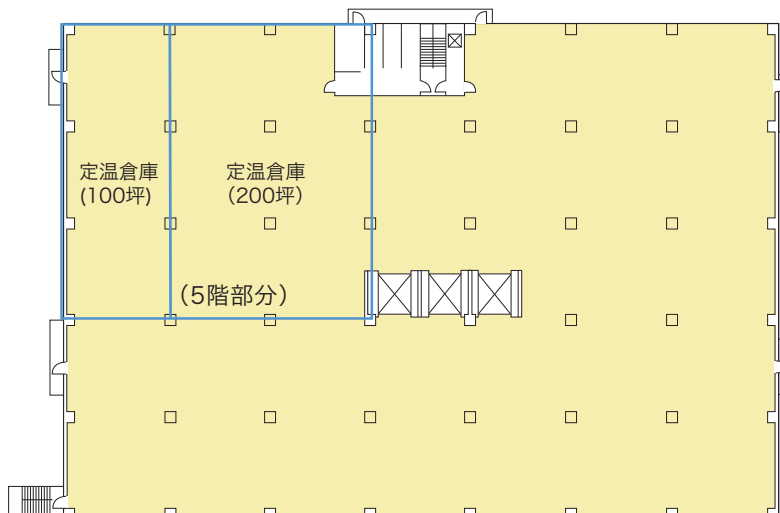 定温倉庫
(100坪)
定温倉庫
（200坪）
（5階部分）